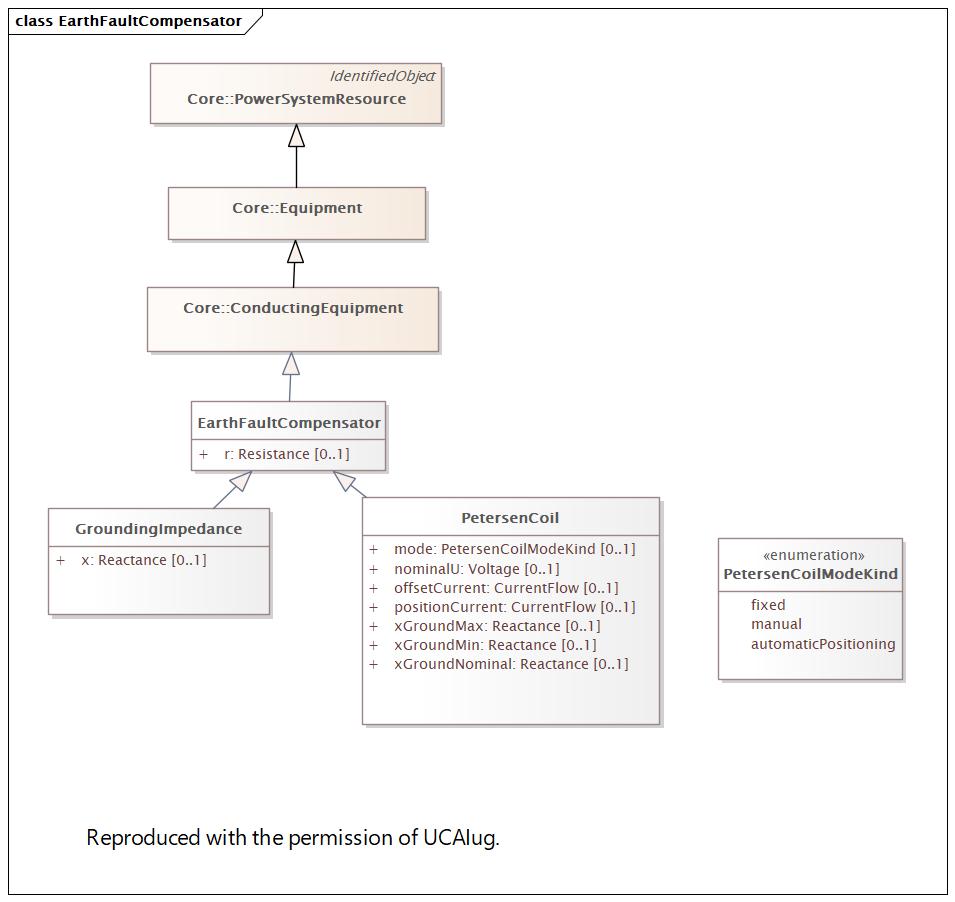 class EarthFaultCompensator
IdentifiedObject
Core::PowerSystemResource
Core::Equipment
Core::ConductingEquipment
EarthFaultCompensator
+ r: Resistance [0..1]
GroundingImpedance
+ x: Reactance [0..1]
PetersenCoil
+ mode: PetersenCoilModeKind [0..1]
+ nominalU: Voltage [0..1]
+ offsetCurrent: CurrentFlow [0..1]
+ positionCurrent: CurrentFlow [0..1]
+ xGroundMax: Reactance [0..1]
+ xGroundMin: Reactance [0..1]
+ xGroundNominal: Reactance [0..1]
«enumeration»
PetersenCoilModeKind
fixed
manual
automaticPositioning
Reproduced with the permission of UCAIug.